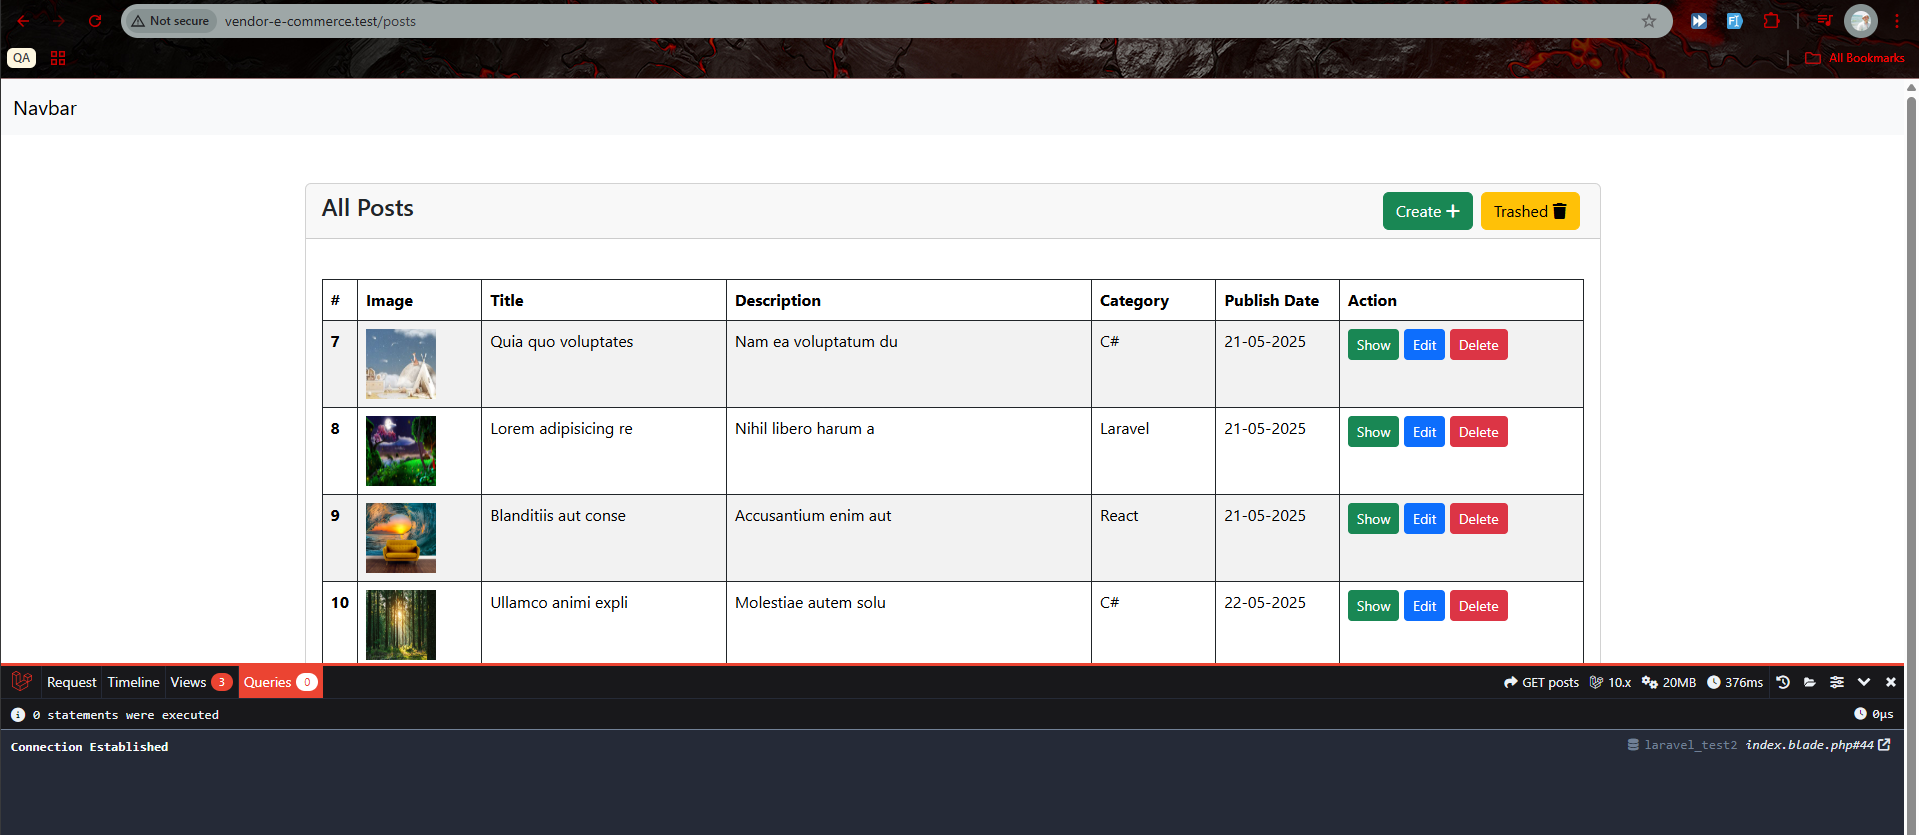 Not secure vendor-e-commerce.test/posts
QA All Bookmarks
Navbar
All Posts Create Trashed
# Image Title Description Category Publish Date Action
7 Quia quo voluptates Nam ea voluptatum du C# 21-05-2025 Show Edit Delete
8 Lorem adipisicing re Nihil libero harum a Laravel 21-05-2025 Show Edit Delete
9 Blanditiis aut conse Accusantium enim aut React 21-05-2025 Show Edit Delete
10 Ullamco animi expli Molestiae autem solu C# 22-05-2025 Show Edit Delete
Request Timeline Views 3 Queries 0 GET posts 10.x 20MB 376ms
0 statements were executed 0μs
Connection Established laravel_test2 index.blade.php#44